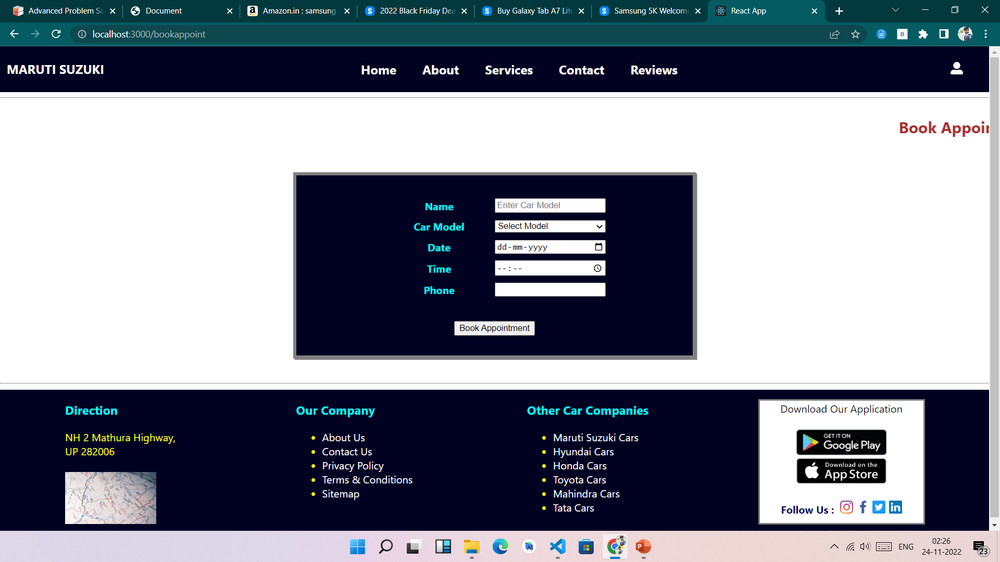 Advanced Problem So
Document
Amazon.in : samsung
2022 Black Friday Dea
Buy Galaxy Tab A7 Lite
Samsung 5K Welcome
React App
localhost:3000/bookappoint
B
MARUTI SUZUKI
Home
About
Services
Contact
Reviews
Book Appoin
Name
Enter Car Model
Car Model
Select Model
Date
dd-mm-yyyy
Time
--:--
Phone
Book Appointment
Direction
NH 2 Mathura Highway,
UP 282006
Our Company
About Us
Contact Us
Privacy Policy
Terms & Conditions
Sitemap
Other Car Companies
Maruti Suzuki Cars
Hyundai Cars
Honda Cars
Toyota Cars
Mahindra Cars
Tata Cars
Download Our Application
GET IT ON
Google Play
Download on the
App Store
Follow Us :
ENG
02:26
24-11-2022
23